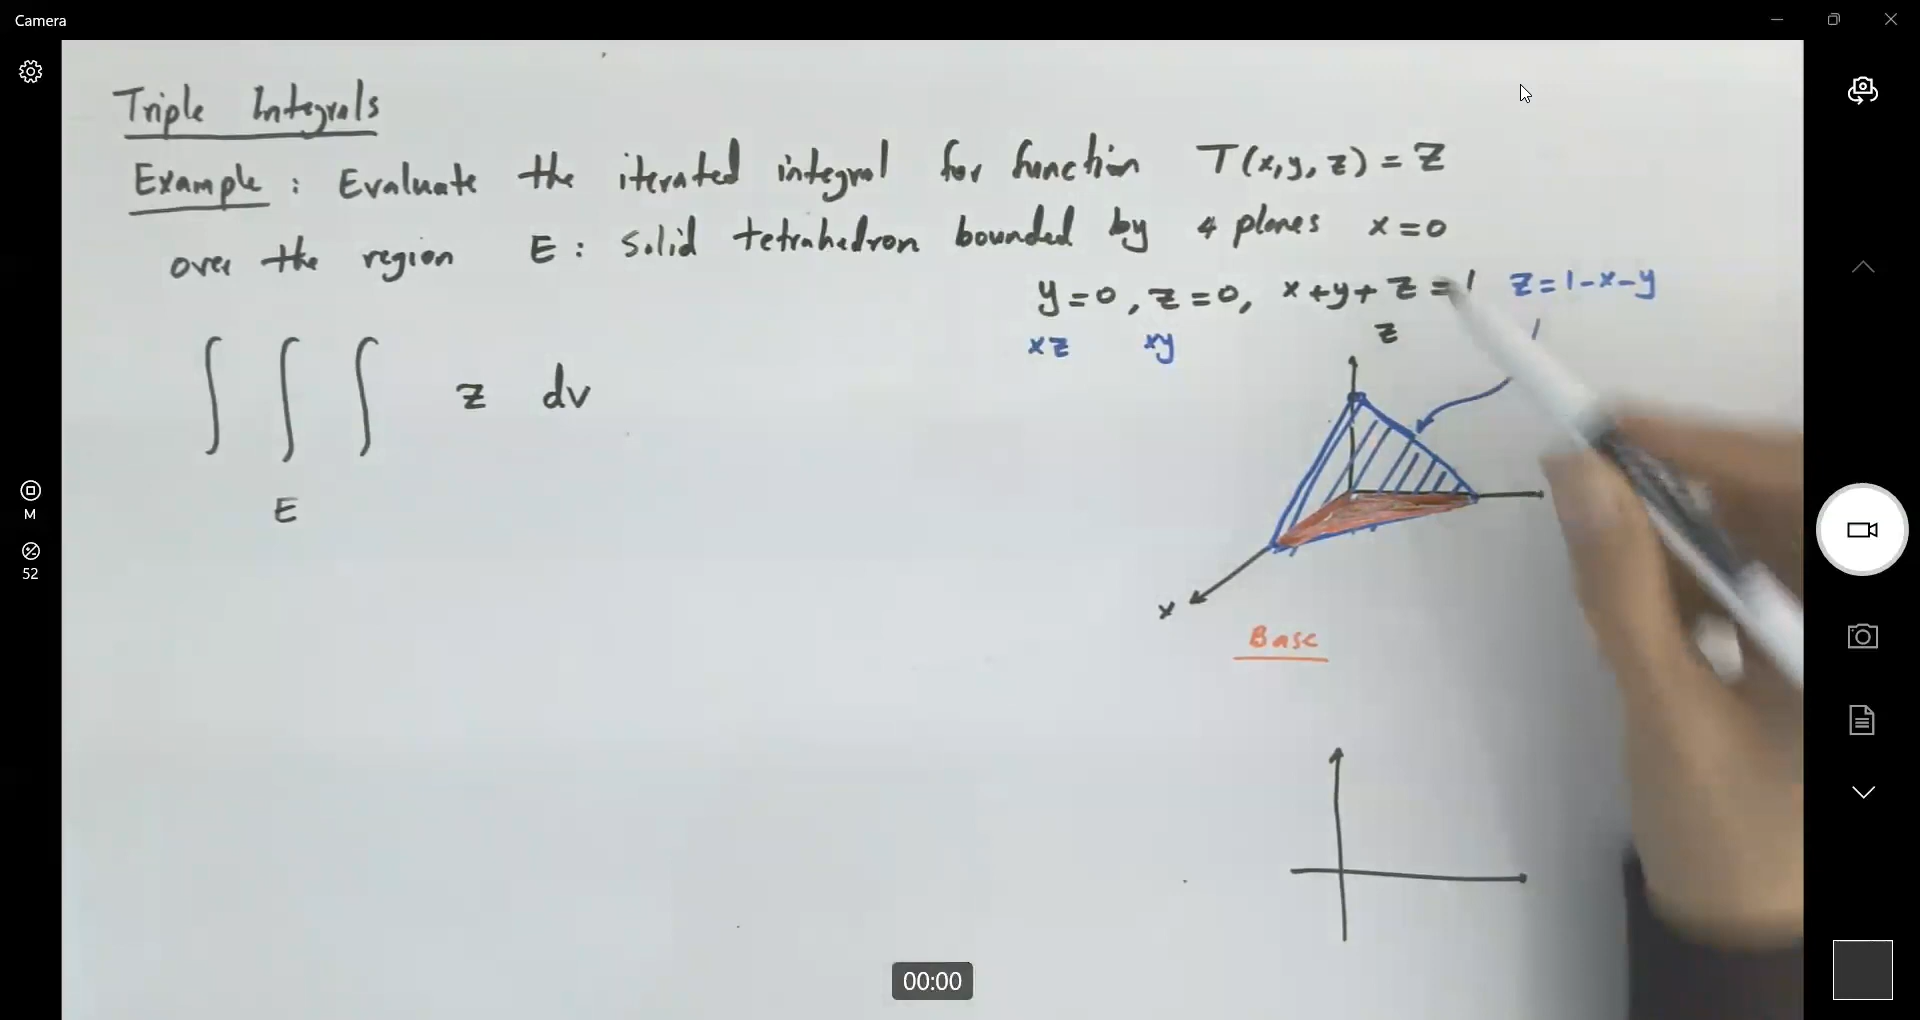 Camera
Triple Integrals
Example : Evaluate the iterated integral for function T(x,y,z) = z
over the region E : solid tetrahedron bounded by 4 planes x=0
y=0, z=0, x+y+z=1 z=1-x-y
xz xy
z
∫ ∫ ∫ z dv
E
x
Base
M
52
00:00